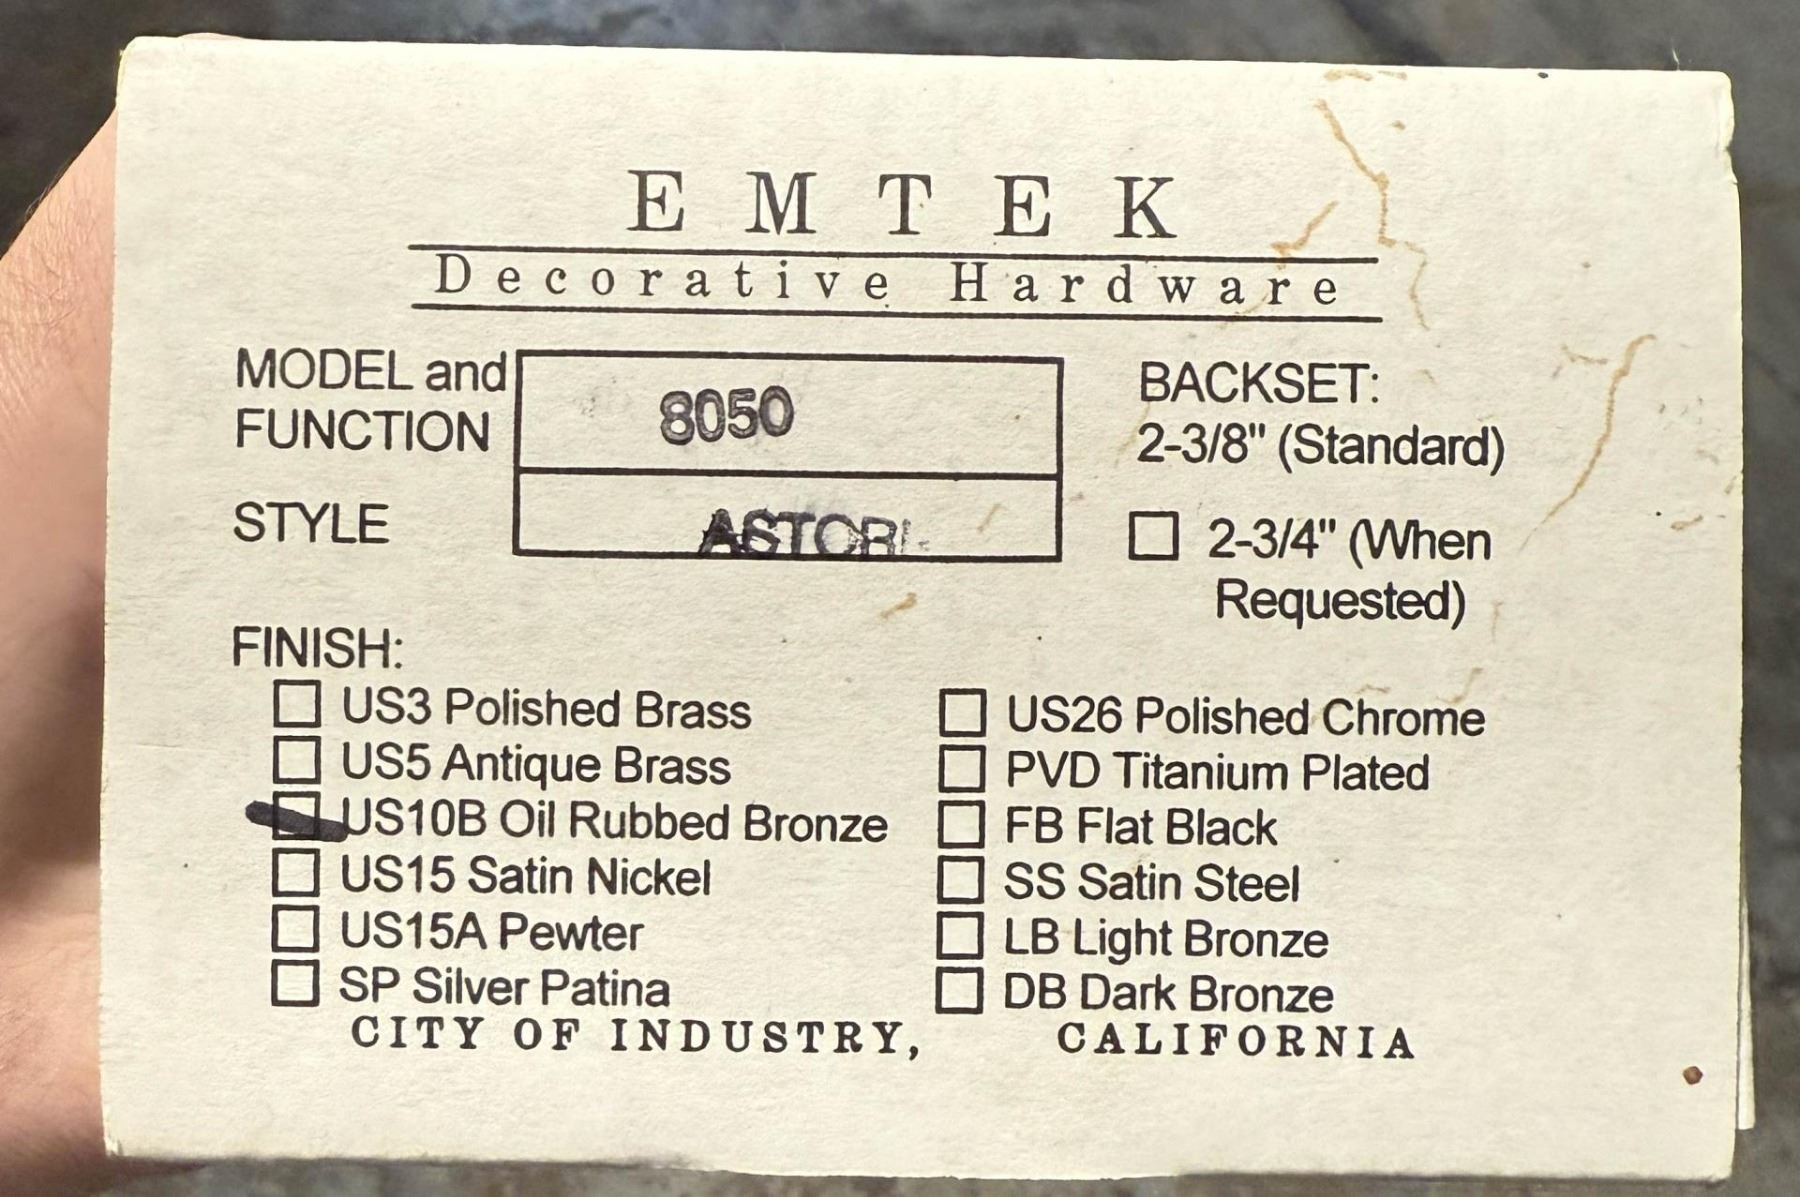 EMTEK
Decorative Hardware
MODEL and
FUNCTION
8050
STYLE
BACKSET:
2-3/8" (Standard)
2-3/4" (When
Requested)
FINISH:
US3 Polished Brass
US5 Antique Brass
US10B Oil Rubbed Bronze
US15 Satin Nickel
US15A Pewter
SP Silver Patina
US26 Polished Chrome
PVD Titanium Plated
FB Flat Black
SS Satin Steel
LB Light Bronze
DB Dark Bronze
CITY OF INDUSTRY, CALIFORNIA